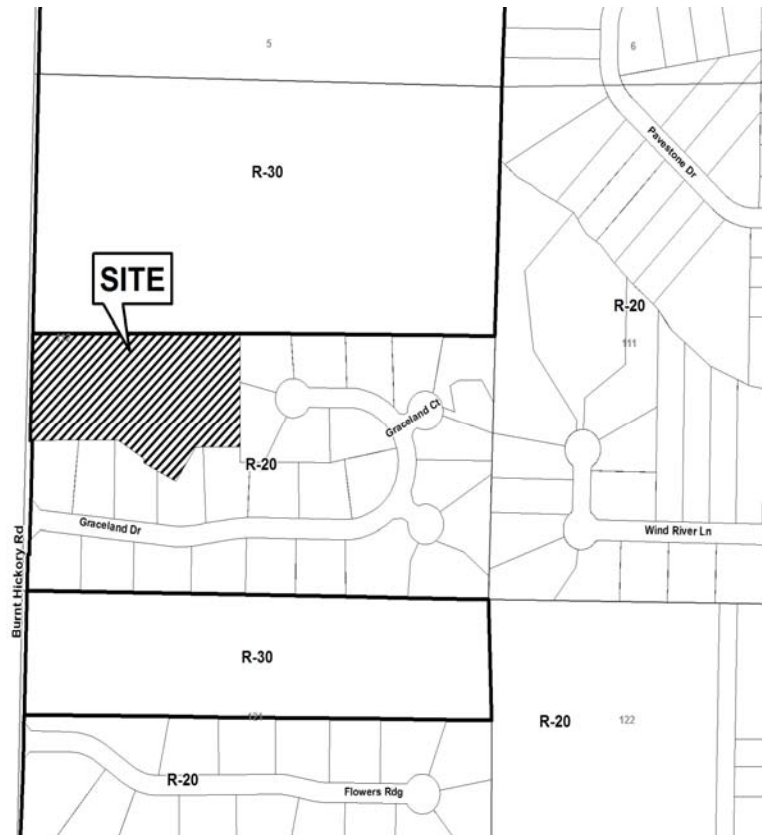 5
6
Pavestone Dr
R-30
SITE
R-20
111
Graceland Ct
R-20
Graceland Dr
Wind River Ln
Burnt Hickory Rd
R-30
R-20
122
R-20
Flowers Rdg